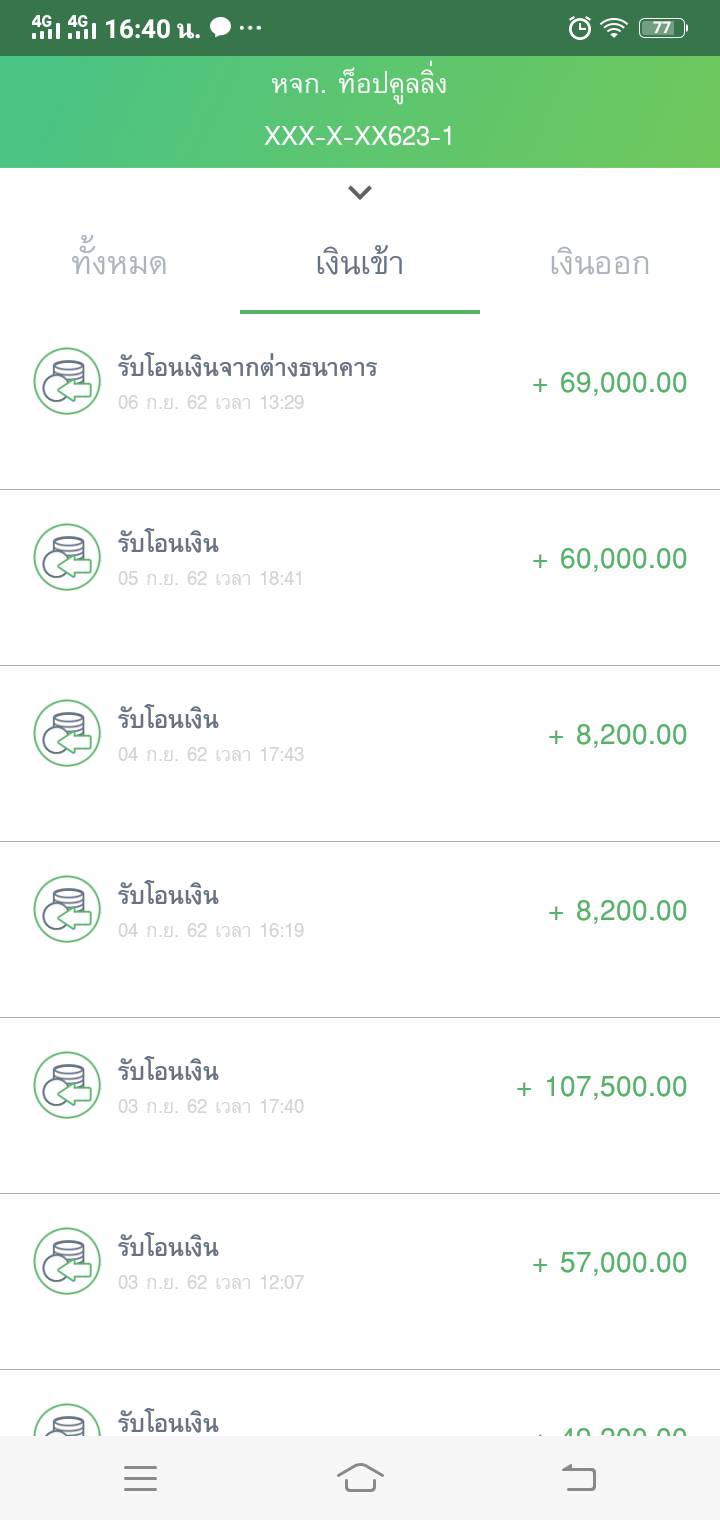 4G 4G 16:40 น. ... 77
หจก. ท็อปคูลลิ่ง
XXX-X-XX623-1
ทั้งหมด เงินเข้า เงินออก
รับโอนเงินจากต่างธนาคาร
+ 69,000.00
06 ก.ย. 62 เวลา 13:29
รับโอนเงิน
+ 60,000.00
05 ก.ย. 62 เวลา 18:41
รับโอนเงิน
+ 8,200.00
04 ก.ย. 62 เวลา 17:43
รับโอนเงิน
+ 8,200.00
04 ก.ย. 62 เวลา 16:19
รับโอนเงิน
+ 107,500.00
03 ก.ย. 62 เวลา 17:40
รับโอนเงิน
+ 57,000.00
03 ก.ย. 62 เวลา 12:07
รับโอนเงิน